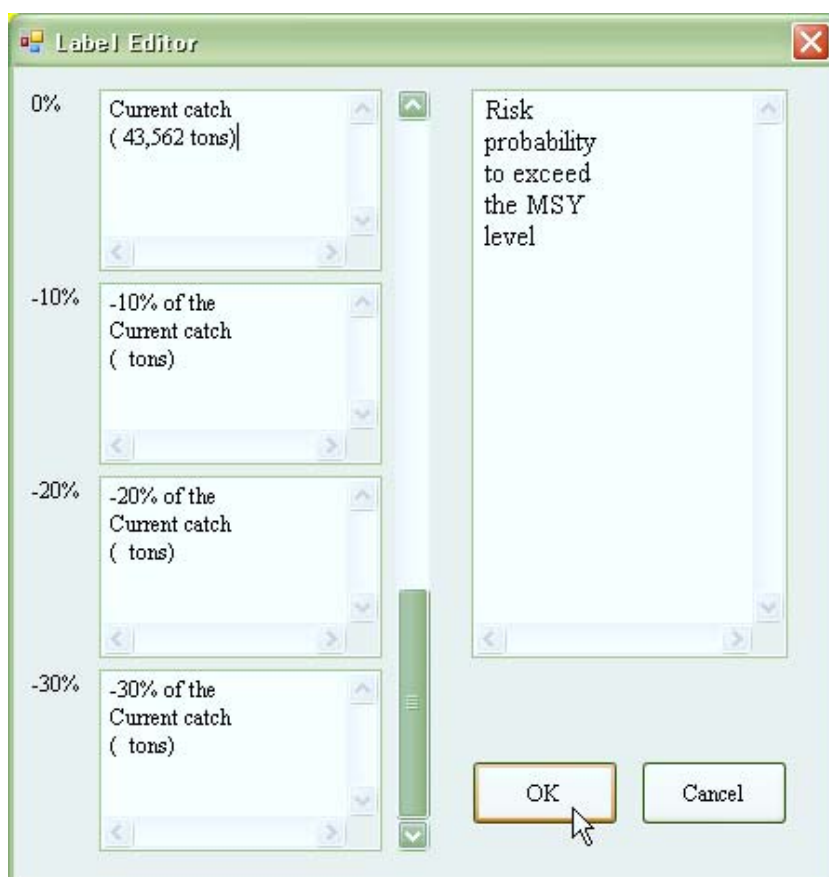 Label Editor
0%
Current catch
( 43,562 tons)
-10%
-10% of the
Current catch
(  tons)
-20%
-20% of the
Current catch
(  tons)
-30%
-30% of the
Current catch
(  tons)
Risk
probability
to exceed
the MSY
level
OK
Cancel